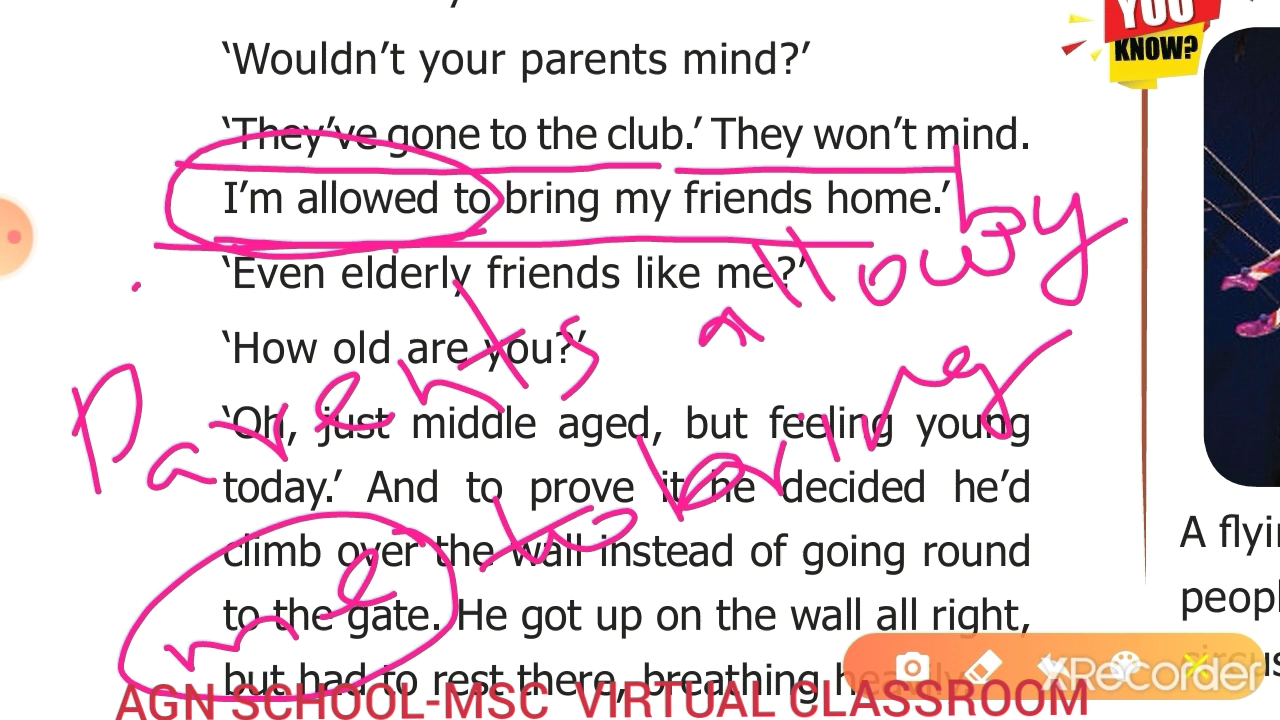 YOU
KNOW?
‘Wouldn’t your parents mind?’
‘They’ve gone to the club.’ They won’t mind.
I’m allowed to bring my friends home.’
‘Even elderly friends like me?’
‘How old are you?’
‘Oh, just middle aged, but feeling young
today.’ And to prove it he decided he’d
climb over the wall instead of going round
to the gate. He got up on the wall all right,
but had to rest there, breathing
Parents allow
by
me to bring
A
peopl
XRecorder
AGN SCHOOL-MSC VIRTUAL CLASSROOM